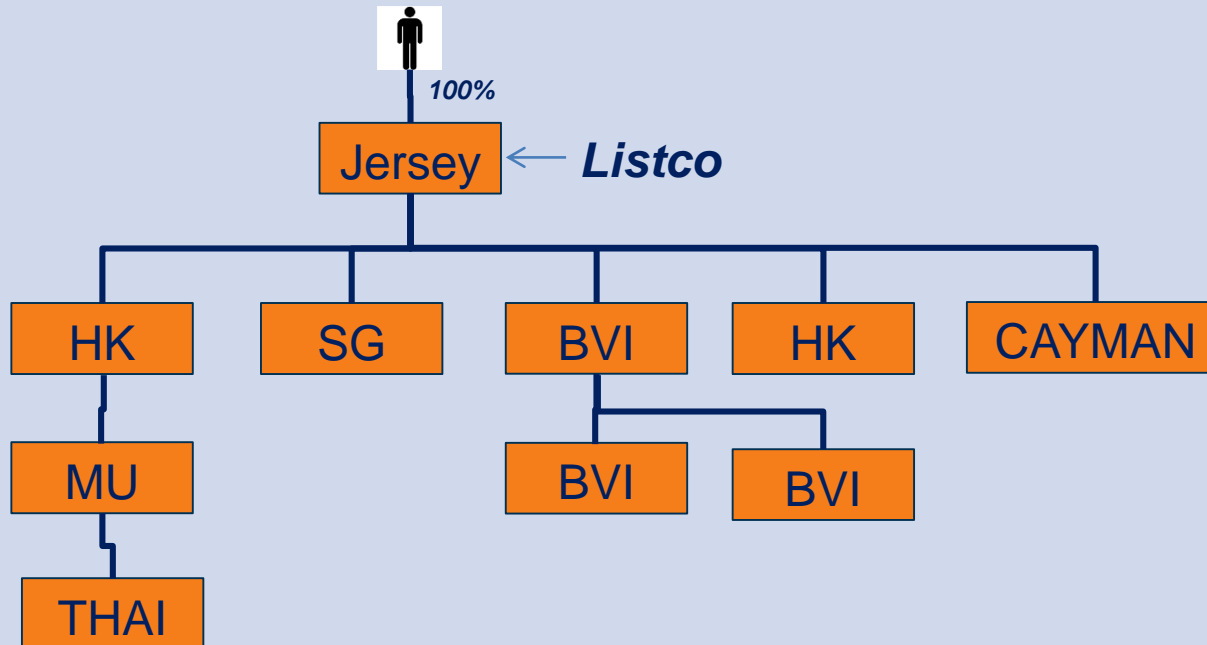 100%
Jersey
Listco
HK
SG
BVI
HK
CAYMAN
MU
BVI
BVI
THAI